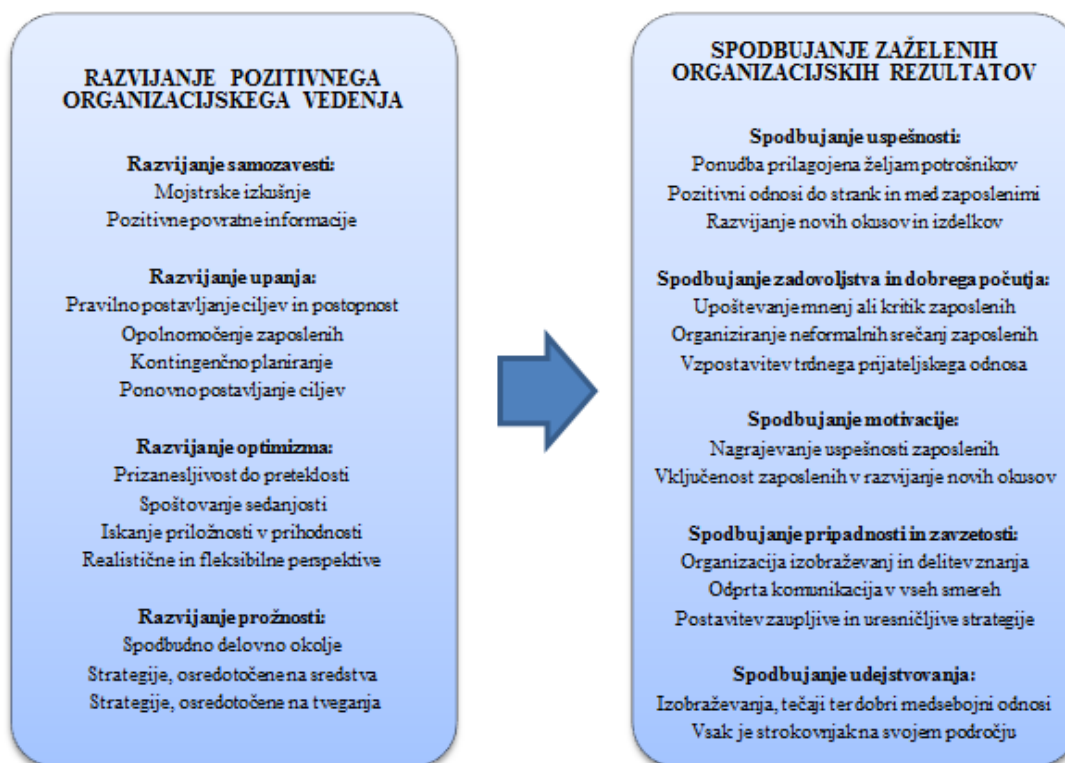 RAZVIJANJE POZITIVNEGA
ORGANIZACIJSKEGA VEDENJA
Razvijanje samozavesti:
Mojstrske izkušnje
Pozitivne povratne informacije
Razvijanje upanja:
Pravilno postavljanje ciljev in postopnost
Opolnomočenje zaposlenih
Kontingenčno planiranje
Ponovno postavljanje ciljev
Razvijanje optimizma:
Prizanesljivost do preteklosti
Spoštovanje sedanjosti
Iskanje priložnosti v prihodnosti
Realistične in fleksibilne perspektive
Razvijanje prožnosti:
Spodbudno delovno okolje
Strategije, osredotočene na sredstva
Strategije, osredotočene na tveganja
SPODBUJANJE ZAŽELENIH
ORGANIZACIJSKIH REZULTATOV
Spodbujanje uspešnosti:
Ponudba prilagojena željam potrošnikov
Pozitivni odnosi do strank in med zaposlenimi
Razvijanje novih okusov in izdelkov
Spodbujanje zadovoljstva in dobrega počutja:
Upoštevanje mnenj ali kritik zaposlenih
Organiziranje neformalnih srečanj zaposlenih
Vzpostavitev trdnega prijateljskega odnosa
Spodbujanje motivacije:
Nagrajevanje uspešnosti zaposlenih
Vključenost zaposlenih v razvijanje novih okusov
Spodbujanje pripadnosti in zavzetosti:
Organizacija izobraževanj in delitev znanja
Odprta komunikacija v vseh smereh
Postavitev zaupljive in uresničljive strategije
Spodbujanje udejstvovanja:
Izobraževanja, tečaji ter dobri medsebojni odnosi
Vsak je strokovnjak na svojem področju